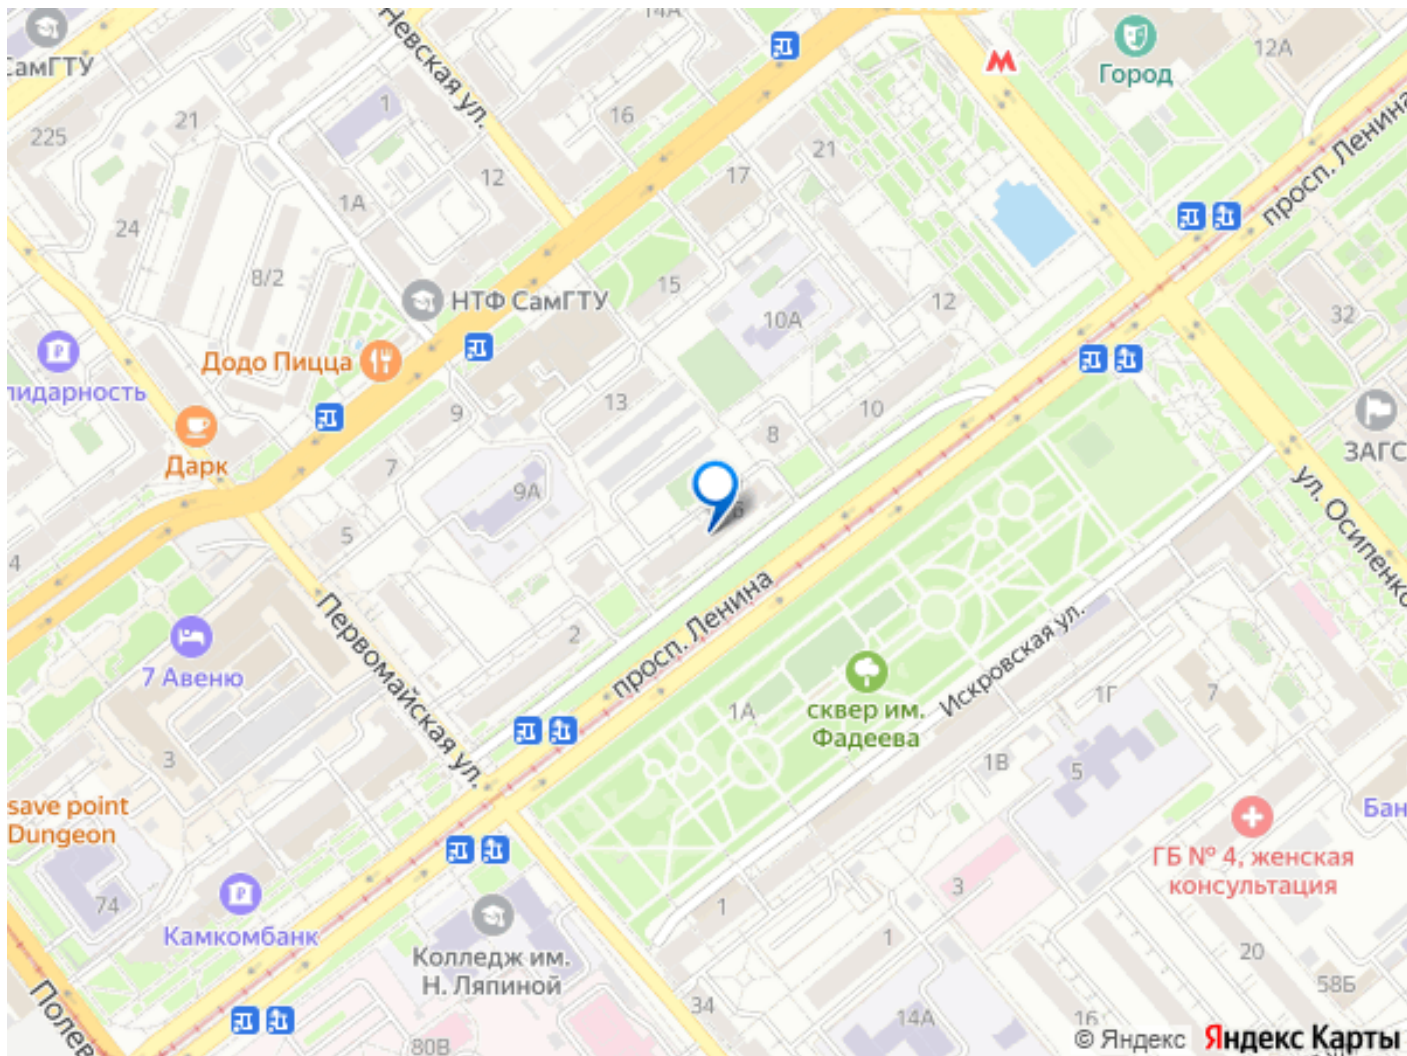 СамГТУ
Невская ул.
14А
Город
12А
просп. Ленина
225
21
1
16
12
1А
24
8/2
17
21
НТФ СамГТУ
15
10А
12
32
Додо Пицца
лидарность
9
13
10
8
Дарк
7
9А
ЗАГС
5
4
ул. Осипенко
Первомайская ул.
2
просп. Ленина
7 Авеню
Искровская ул.
1А
сквер им.
Фадеева
1Г
7
3
1В
5
save point
Dungeon
Бан
ГБ № 4, женская
консультация
74
3
1
Камкомбанк
Колледж им.
Н. Ляпиной
1
20
58Б
34
14А
16
80В
Полев
© Яндекс Яндекс Карты